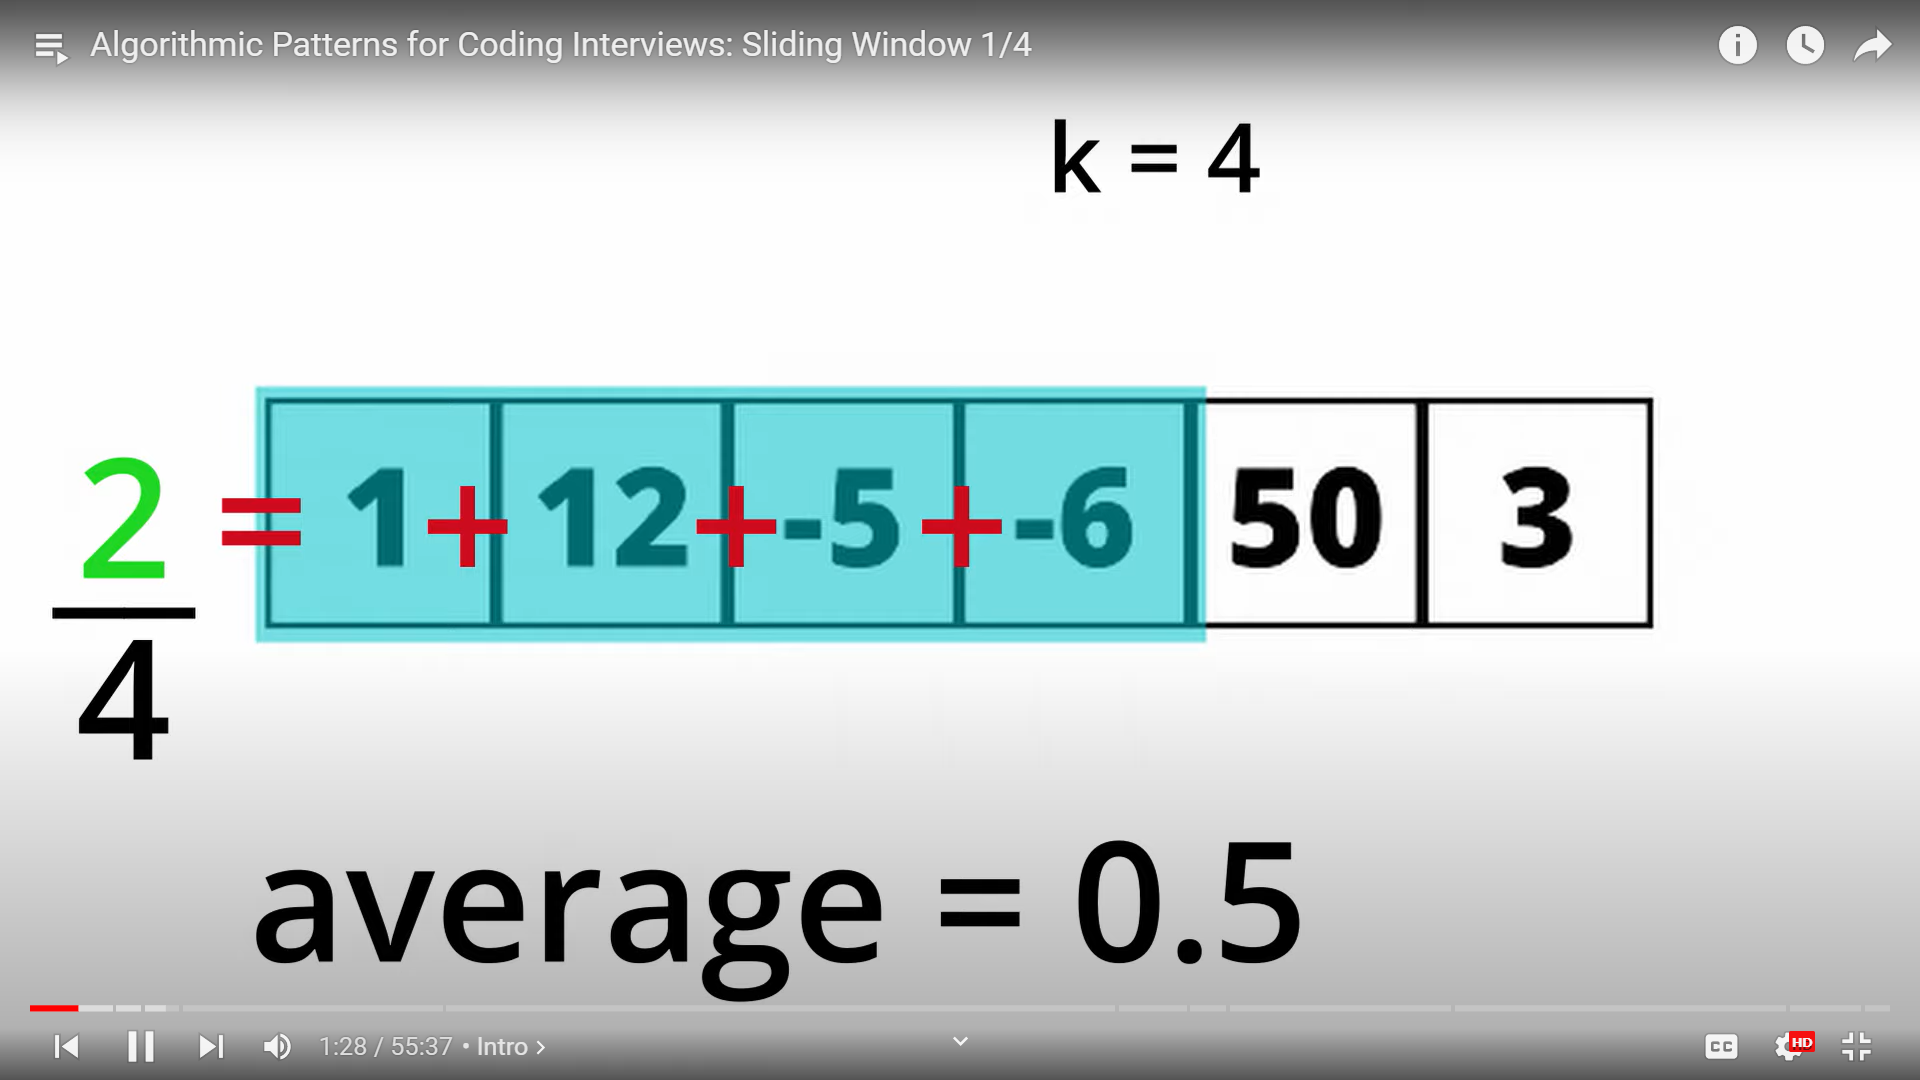 Algorithmic Patterns for Coding Interviews: Sliding Window 1/4
k = 4
2 = 1 + 12 + -5 + -6 50 3
4
average = 0.5
1:28 / 55:37 • Intro
CC HD